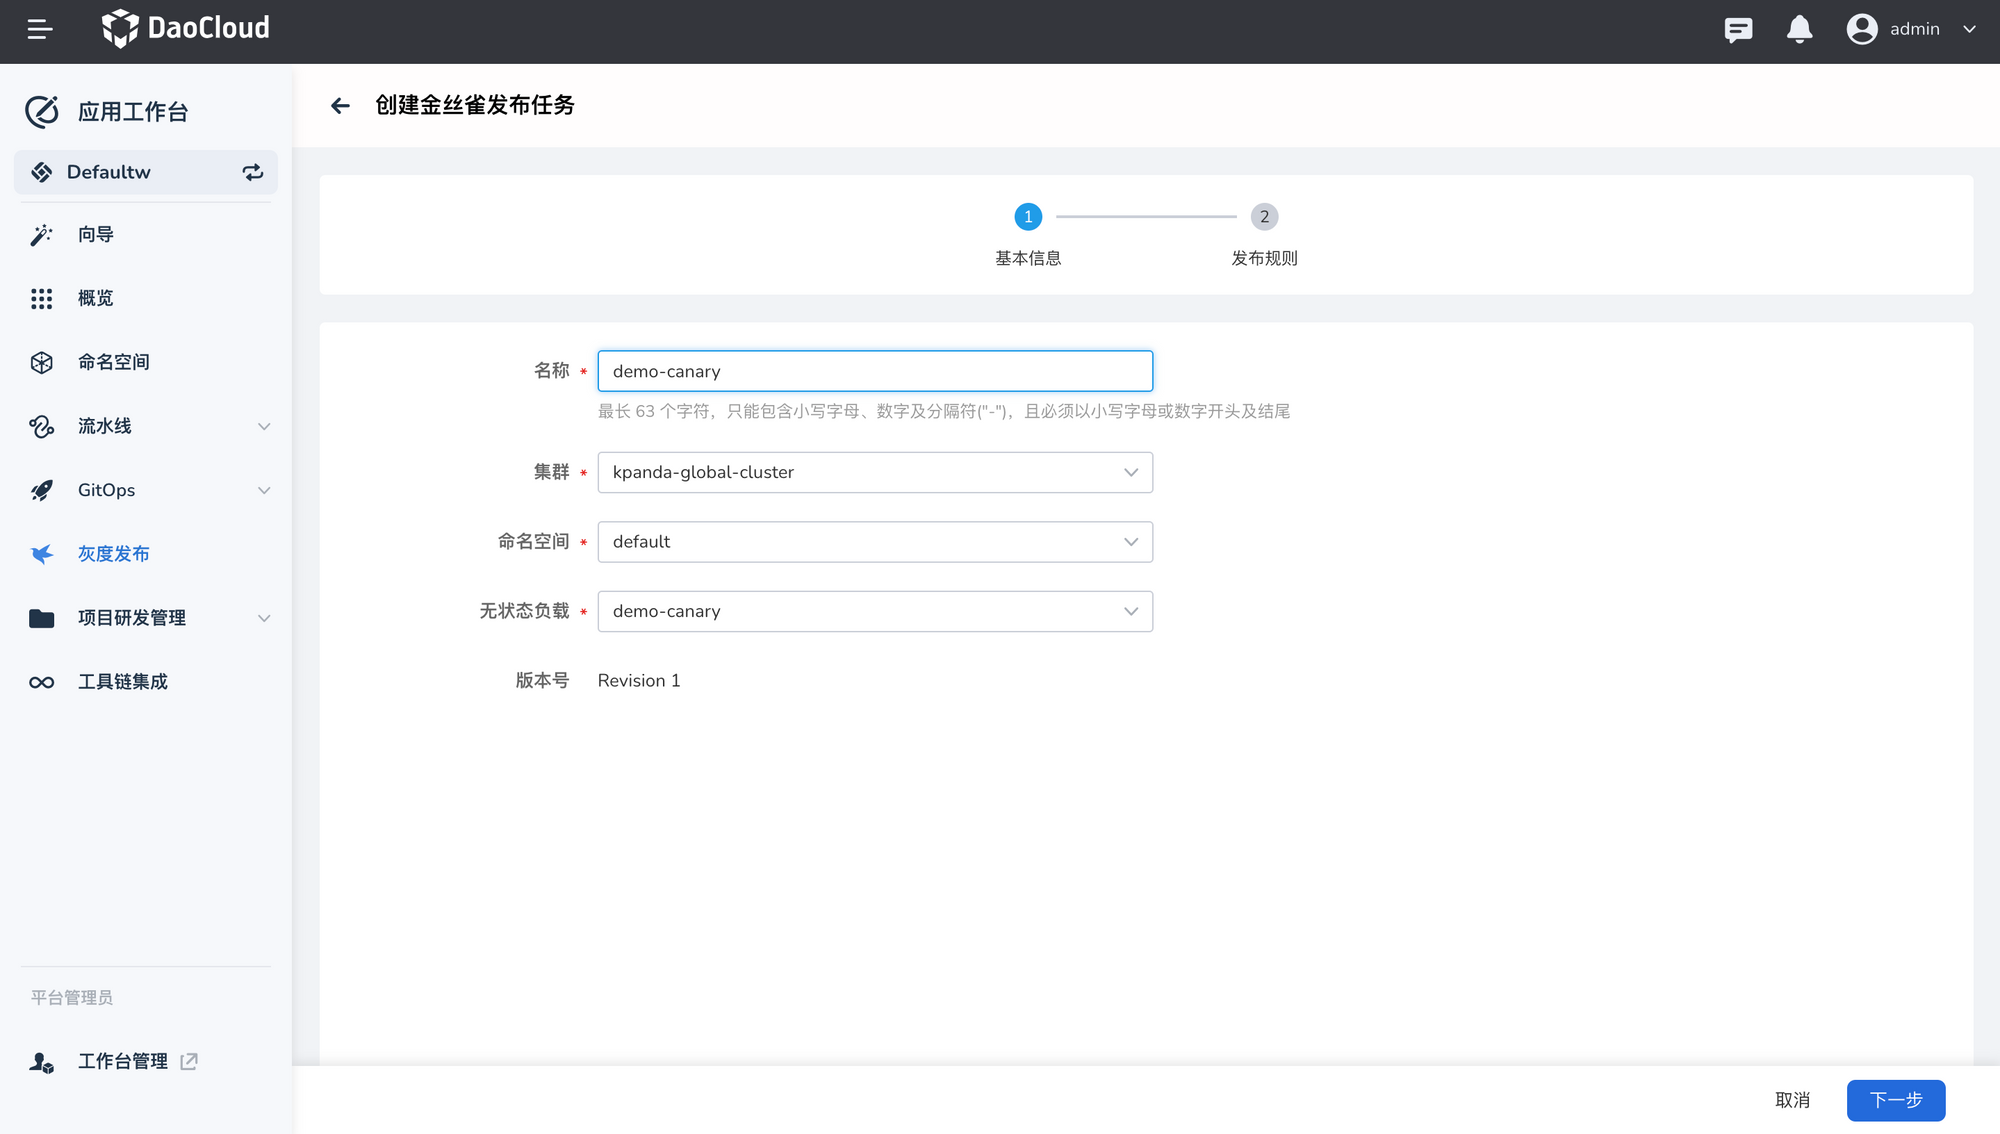 DaoCloud
admin
应用工作台
Defaultw
向导
概览
命名空间
流水线
GitOps
灰度发布
项目研发管理
工具链集成
平台管理员
工作台管理
创建金丝雀发布任务
1
2
基本信息
发布规则
名称 *
demo-canary
最长 63 个字符，只能包含小写字母、数字及分隔符("-")，且必须以小写字母或数字开头及结尾
集群 *
kpanda-global-cluster
命名空间 *
default
无状态负载 *
demo-canary
版本号
Revision 1
取消
下一步